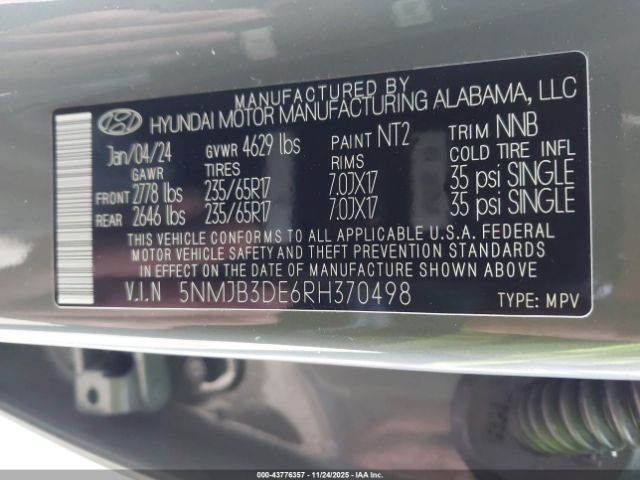 MANUFACTURED BY
HYUNDAI MOTOR MANUFACTURING ALABAMA, LLC
Jan/04/24 GVWR 4629 lbs PAINT NT2 TRIM NNB
GAWR TIRES RIMS COLD TIRE INFL
FRONT 2778 lbs 235/65R17 7.0JX17 35 psi SINGLE
REAR 2646 lbs 235/65R17 7.0JX17 35 psi SINGLE
THIS VEHICLE CONFORMS TO ALL APPLICABLE U.S.A. FEDERAL
MOTOR VEHICLE SAFETY AND THEFT PREVENTION STANDARDS
IN EFFECT ON THE DATE OF MANUFACTURE SHOWN ABOVE.
V.I.N 5NMJB3DE6RH370498 TYPE: MPV
000-43776357 - 11/24/2025 - COPYRIGHT © IAA